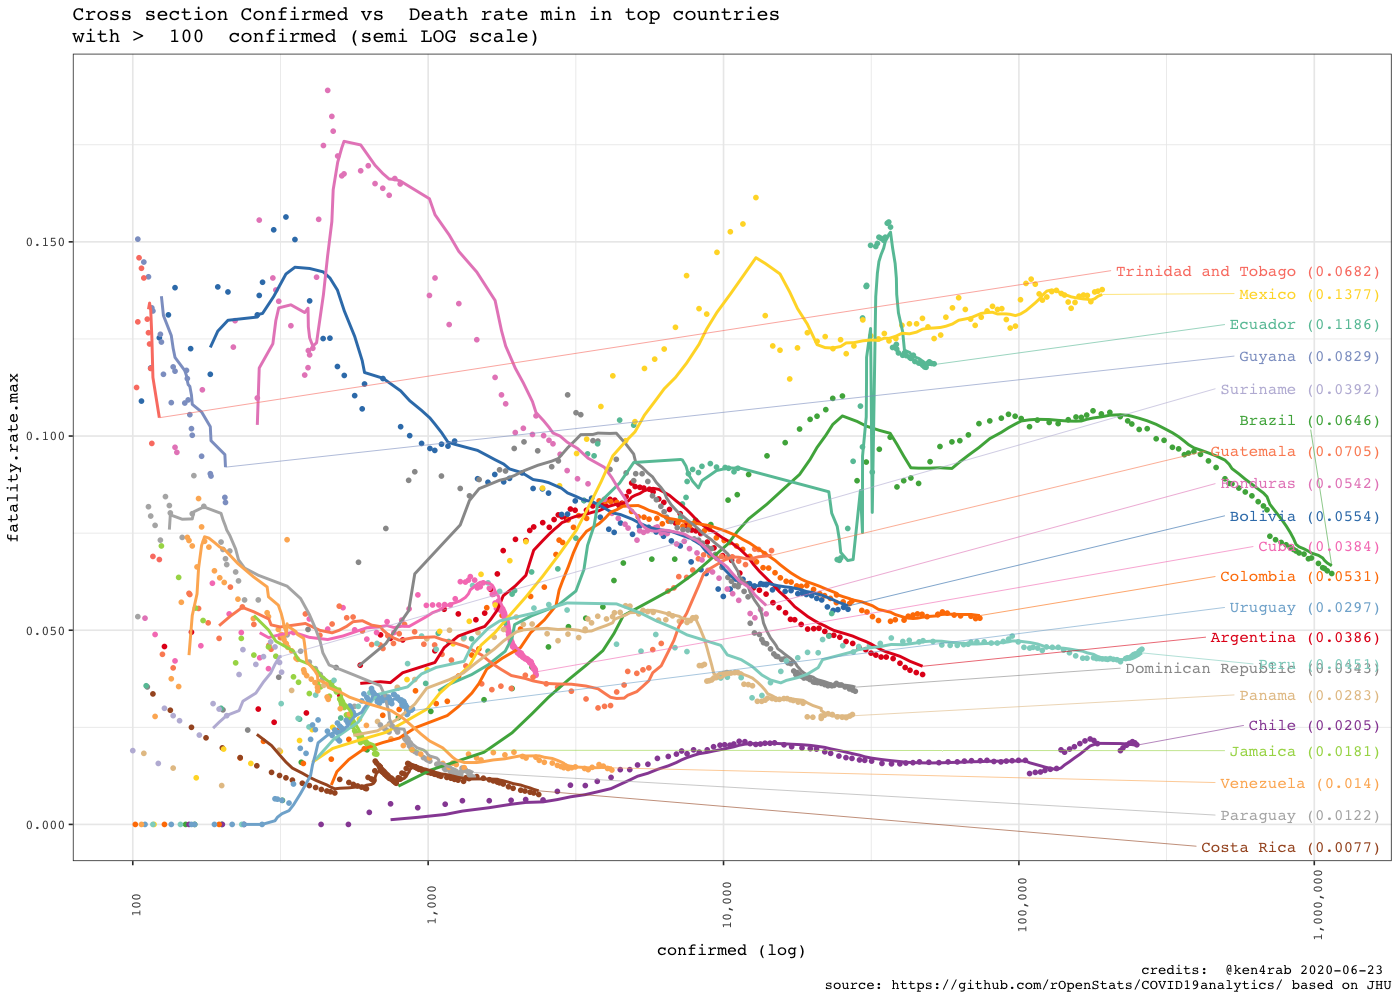 Cross section Confirmed vs  Death rate min in top countries
with >  100  confirmed (semi LOG scale)
fatality.rate.max
0.150
0.100
0.050
0.000
Trinidad and Tobago (0.0682)
Mexico (0.1377)
Ecuador (0.1186)
Guyana (0.0829)
Suriname (0.0392)
Brazil (0.0646)
Guatemala (0.0705)
Honduras (0.0542)
Bolivia (0.0554)
Cuba (0.0384)
Colombia (0.0531)
Uruguay (0.0297)
Argentina (0.0386)
Peru (0.0451)
Dominican Republic (0.0343)
Panama (0.0283)
Chile (0.0205)
Jamaica (0.0181)
Venezuela (0.014)
Paraguay (0.0122)
Costa Rica (0.0077)
100
1,000
10,000
100,000
1,000,000
confirmed (log)
credits:  @ken4rab 2020-06-23
source: https://github.com/rOpenStats/COVID19analytics/ based on JHU